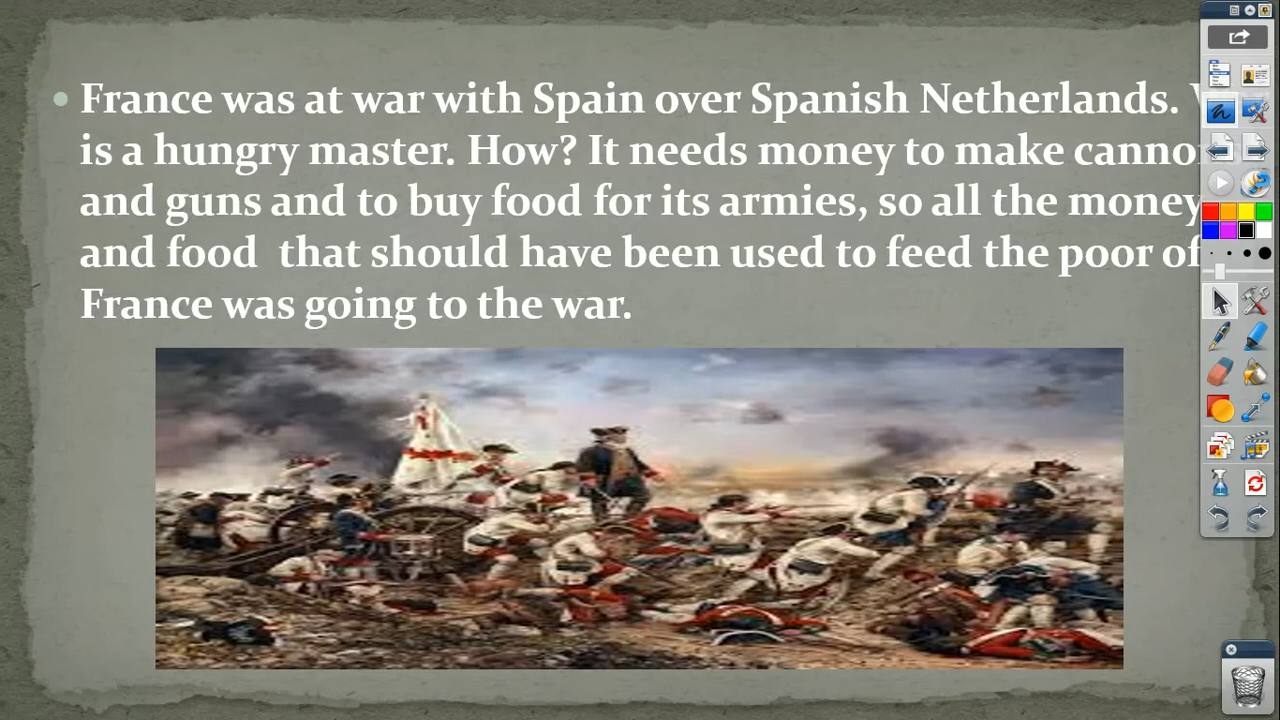 France was at war with Spain over Spanish Netherlands.
is a hungry master. How? It needs money to make
and guns and to buy food for its armies, so all the money
and food that should have been used to feed the poor of
France was going to the war.